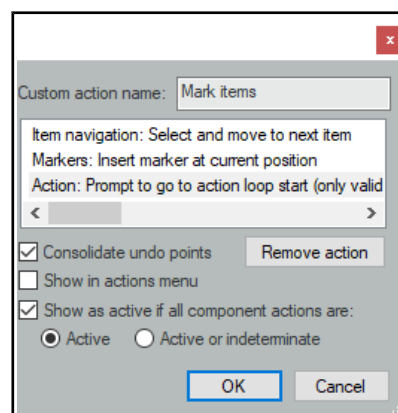 x
Custom action name: Mark items
Item navigation: Select and move to next item
Markers: Insert marker at current position
Action: Prompt to go to action loop start (only valid
< >
Consolidate undo points Remove action
Show in actions menu
Show as active if all component actions are:
Active Active or indeterminate
OK Cancel